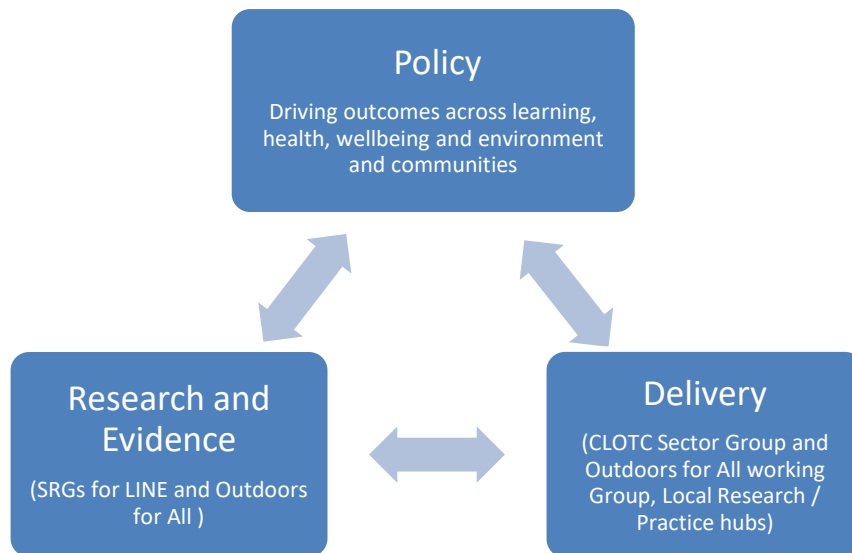 Policy
Driving outcomes across learning,
health, wellbeing and environment
and communities
Research and
Evidence
(SRGs for LINE and Outdoors
for All )
Delivery
(CLOTC Sector Group and
Outdoors for All working
Group, Local Research /
Practice hubs)